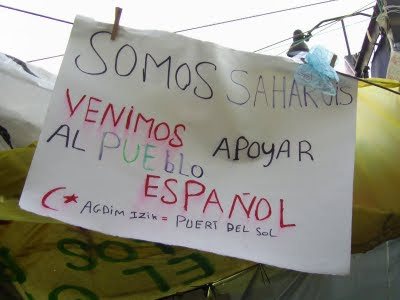 SOMOS SAHARUIS
VENIMOS APOYAR
AL PUEbLO
ESPAÑOL
AGDIM IZIK = PUERT DEL SOL